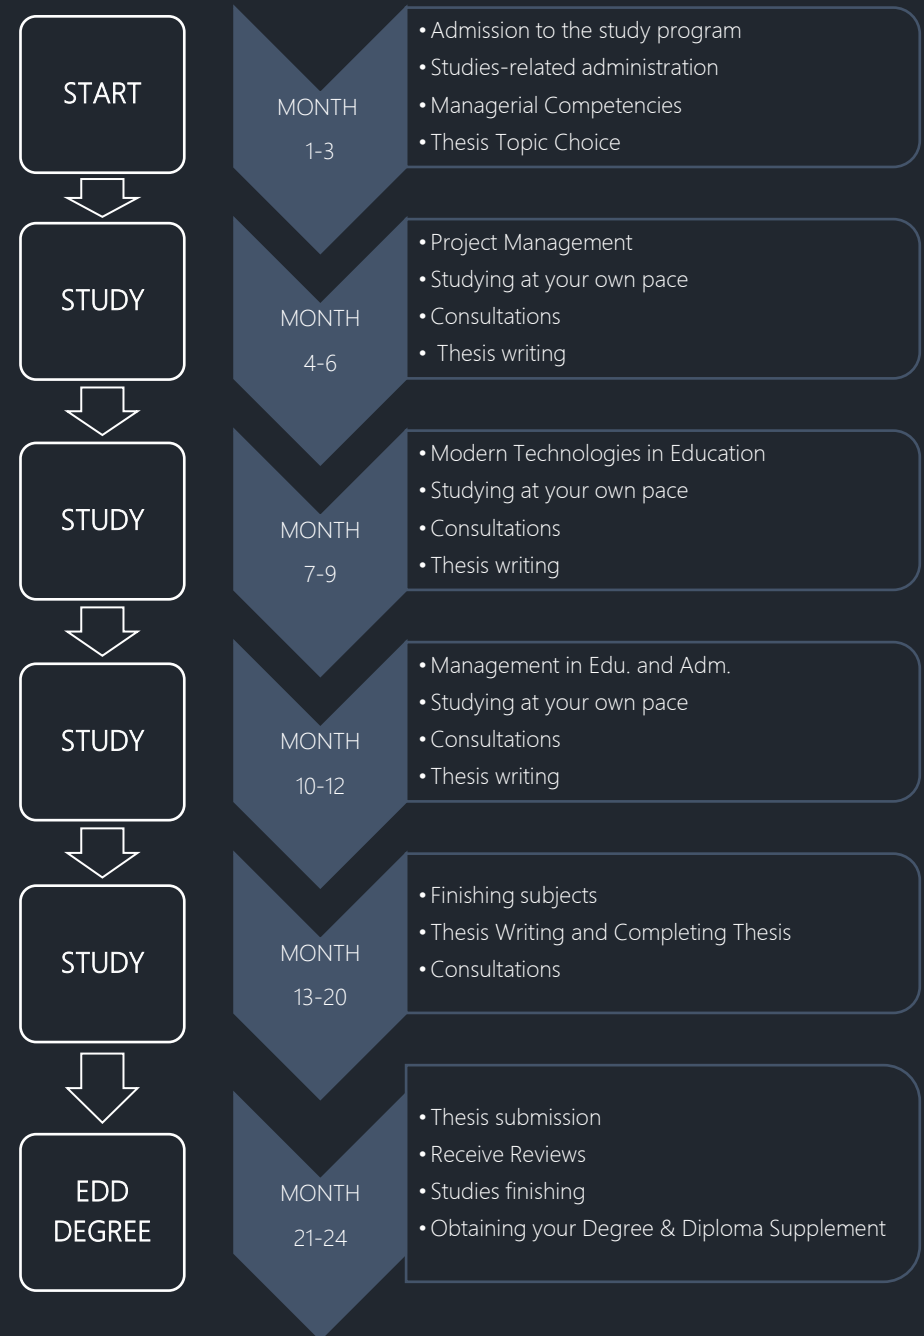 START
MONTH
1-3
• Admission to the study program
• Studies-related administration
• Managerial Competencies
• Thesis Topic Choice
STUDY
MONTH
4-6
• Project Management
• Studying at your own pace
• Consultations
• Thesis writing
STUDY
MONTH
7-9
• Modern Technologies in Education
• Studying at your own pace
• Consultations
• Thesis writing
STUDY
MONTH
10-12
• Management in Edu. and Adm.
• Studying at your own pace
• Consultations
• Thesis writing
STUDY
MONTH
13-20
• Finishing subjects
• Thesis Writing and Completing Thesis
• Consultations
EDD
DEGREE
MONTH
21-24
• Thesis submission
• Receive Reviews
• Studies finishing
• Obtaining your Degree & Diploma Supplement